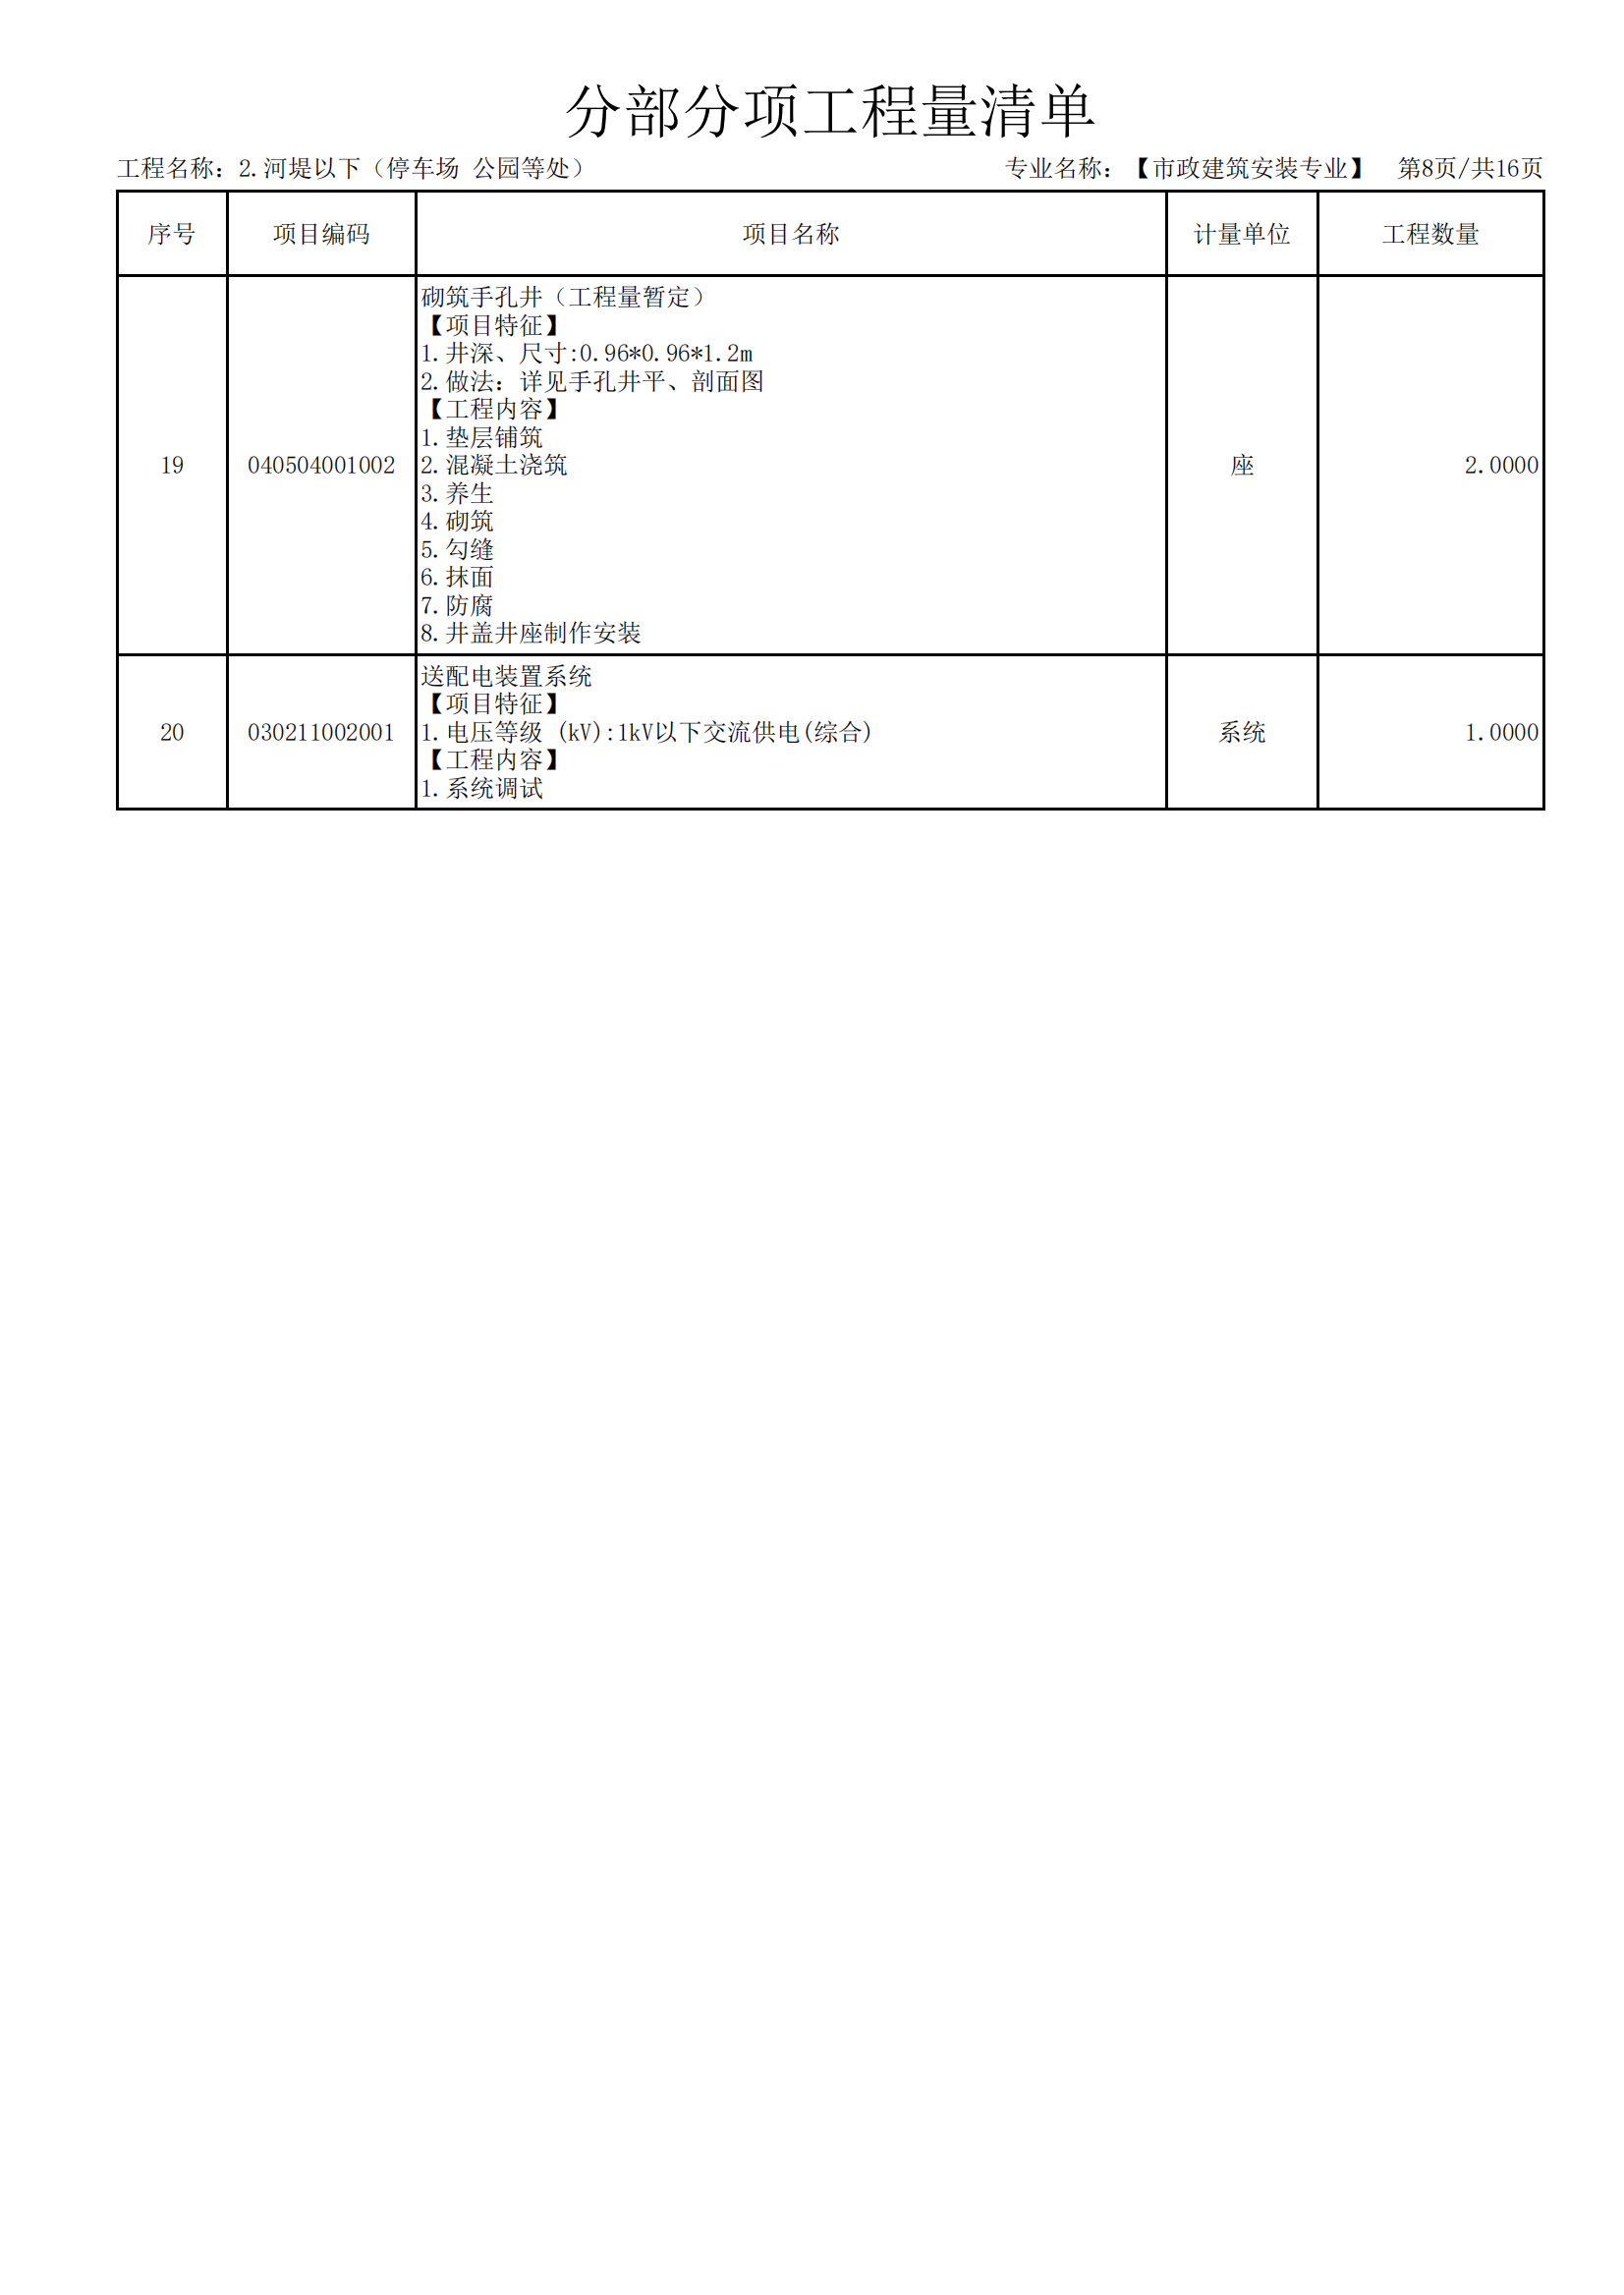 分部分项工程量清单
工程名称：2.河堤以下（停车场 公园等处） 专业名称：【市政建筑安装专业】 第8页/共16页
序号 项目编码 项目名称 计量单位 工程数量
砌筑手孔井（工程量暂定）
【项目特征】
1.井深、尺寸:0.96*0.96*1.2m
2.做法：详见手孔井平、剖面图
【工程内容】
1.垫层铺筑
19 040504001002 2.混凝土浇筑 座 2.0000
3.养生
4.砌筑
5.勾缝
6.抹面
7.防腐
8.井盖井座制作安装
送配电装置系统
【项目特征】
20 030211002001 1.电压等级 (kV):1kV以下交流供电(综合) 系统 1.0000
【工程内容】
1.系统调试